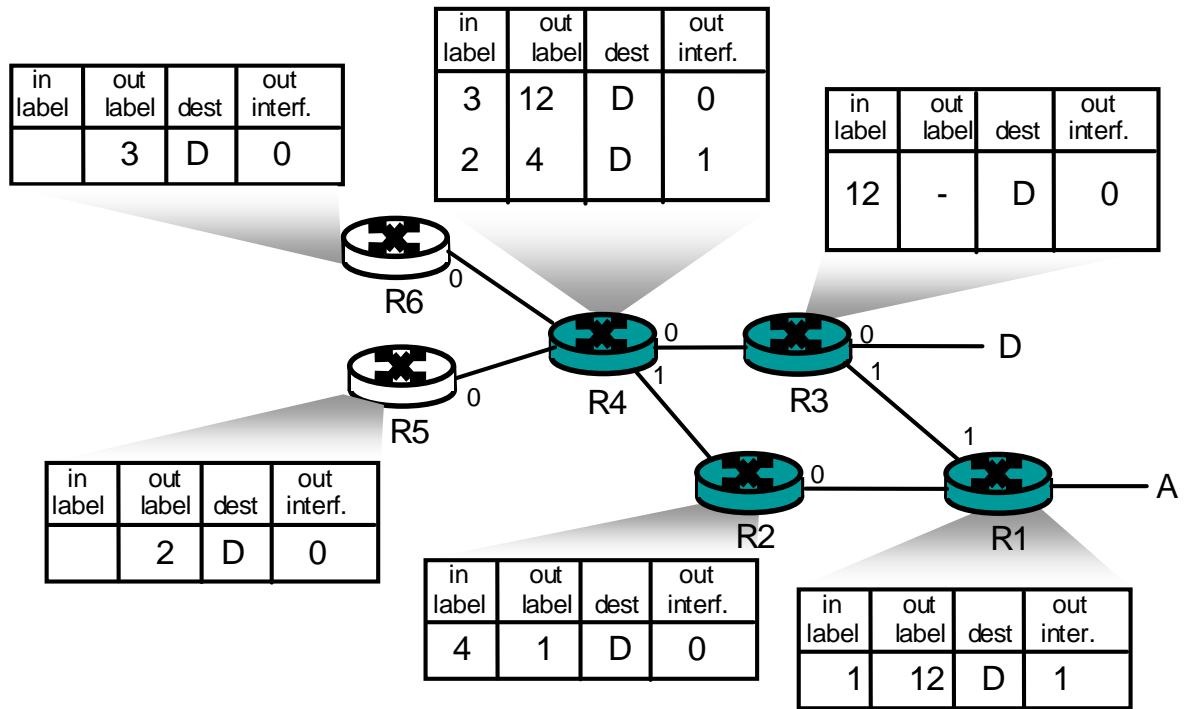 in out dest out
label label interf.
3 12 D 0
2 4 D 1
in out dest out
label label interf.
3 D 0
in out dest out
label label interf.
12 - D 0
R6
0
R5
0
R4
0
1
R3
0
1
D
R2
0
R1
1
A
in out dest out
label label interf.
2 D 0
in out dest out
label label interf.
4 1 D 0
in out dest out
label label inter.
1 12 D 1